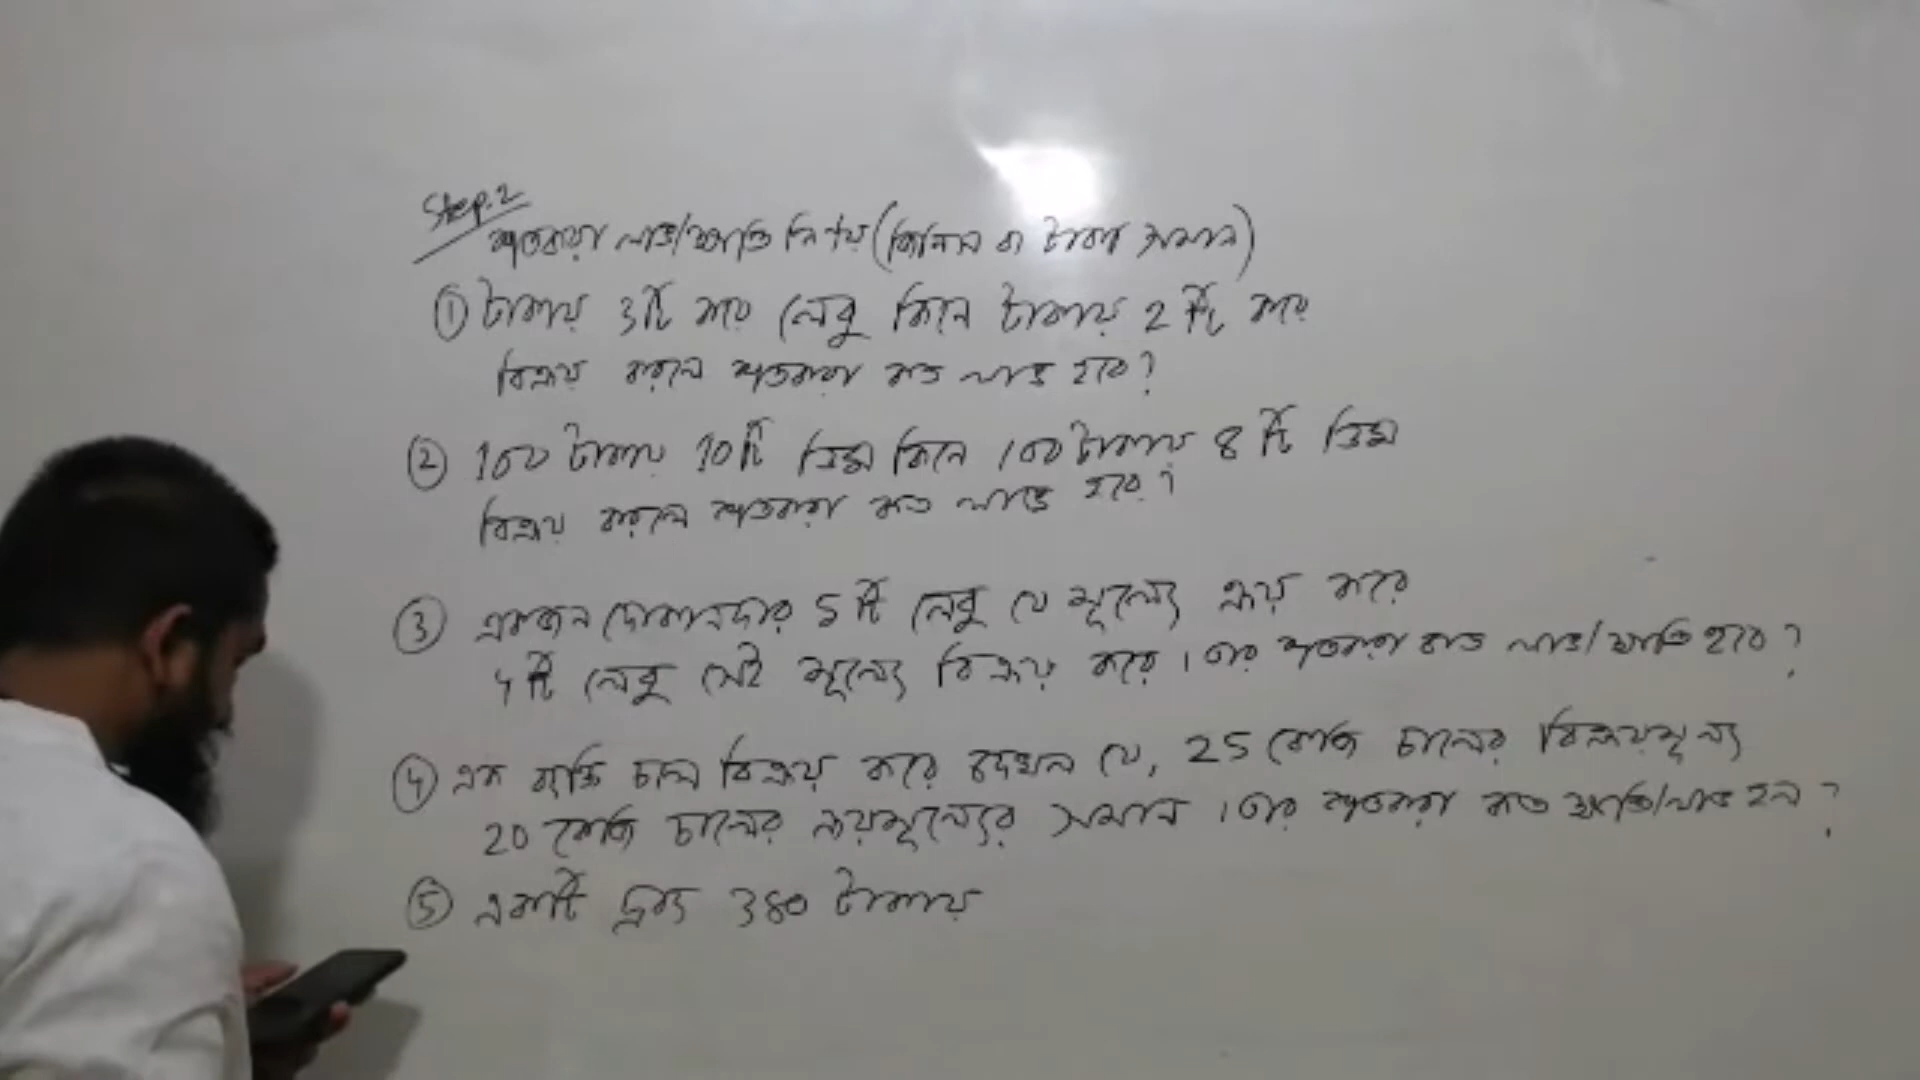 Step.2
শতকরা লাভ/ক্ষতি নির্ণয় (জিনিস বা টাকা সমান)
① টাকায় 3টি করে লেবু কিনে টাকায় 2টি করে
বিক্রয় করলে শতকরা কত লাভ হবে?
② 100 টাকায় 10টি ডিম কিনে 100 টাকায় 8টি ডিম
বিক্রয় করলে শতকরা কত লাভ হবে?
③ একজন দোকানদার 5টি লেবু যে মূল্যে ক্রয় করে
4টি লেবু সেই মূল্যে বিক্রয় করে। তার শতকরা কত লাভ/ক্ষতি হবে?
④ এক ব্যক্তি চাল বিক্রয় করে দেখল যে, 25 কেজি চালের বিক্রয়মূল্য
20 কেজি চালের ক্রয়মূল্যের সমান। তার শতকরা কত ক্ষতি/লাভ হল?
⑤ একটি দ্রব্য 380 টাকায়